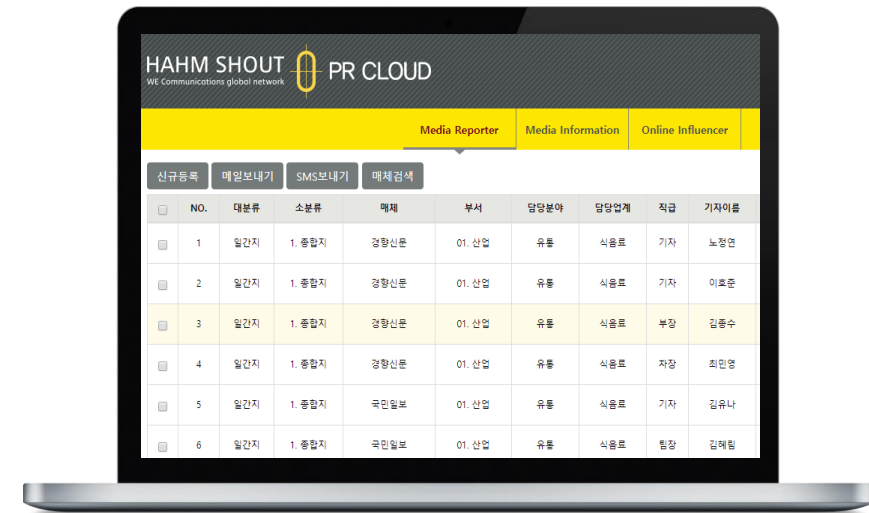 HAHM SHOUT PR CLOUD
WE Communications global network
Media Reporter Media Information Online Influencer
신규등록 메일보내기 SMS보내기 매체검색
NO. 대분류 소분류 매체 부서 담당분야 담당업계 직급 기자이름
1 일간지 1. 종합지 경향신문 01. 산업 유통 식음료 기자 노정연
2 일간지 1. 종합지 경향신문 01. 산업 유통 식음료 기자 이호준
3 일간지 1. 종합지 경향신문 01. 산업 유통 식음료 부장 김종수
4 일간지 1. 종합지 경향신문 01. 산업 유통 식음료 차장 최민영
5 일간지 1. 종합지 국민일보 01. 산업 유통 식음료 기자 김유나
6 일간지 1. 종합지 국민일보 01. 산업 유통 식음료 팀장 김혜림